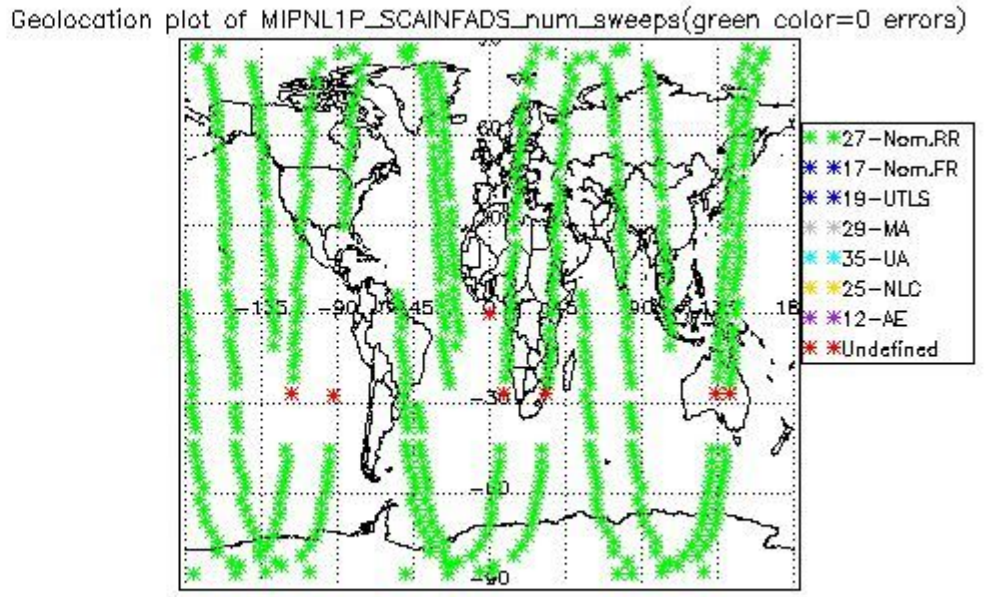 Geolocation plot of MIPNL1P_SCAINFADS_num_sweeps(green color=0 errors)
27-Nom.RR
17-Nom.FR
19-UTLS
29-MA
35-UA
25-NLC
12-AE
Undefined
60
-135 -90 -45
-30
-60
-90